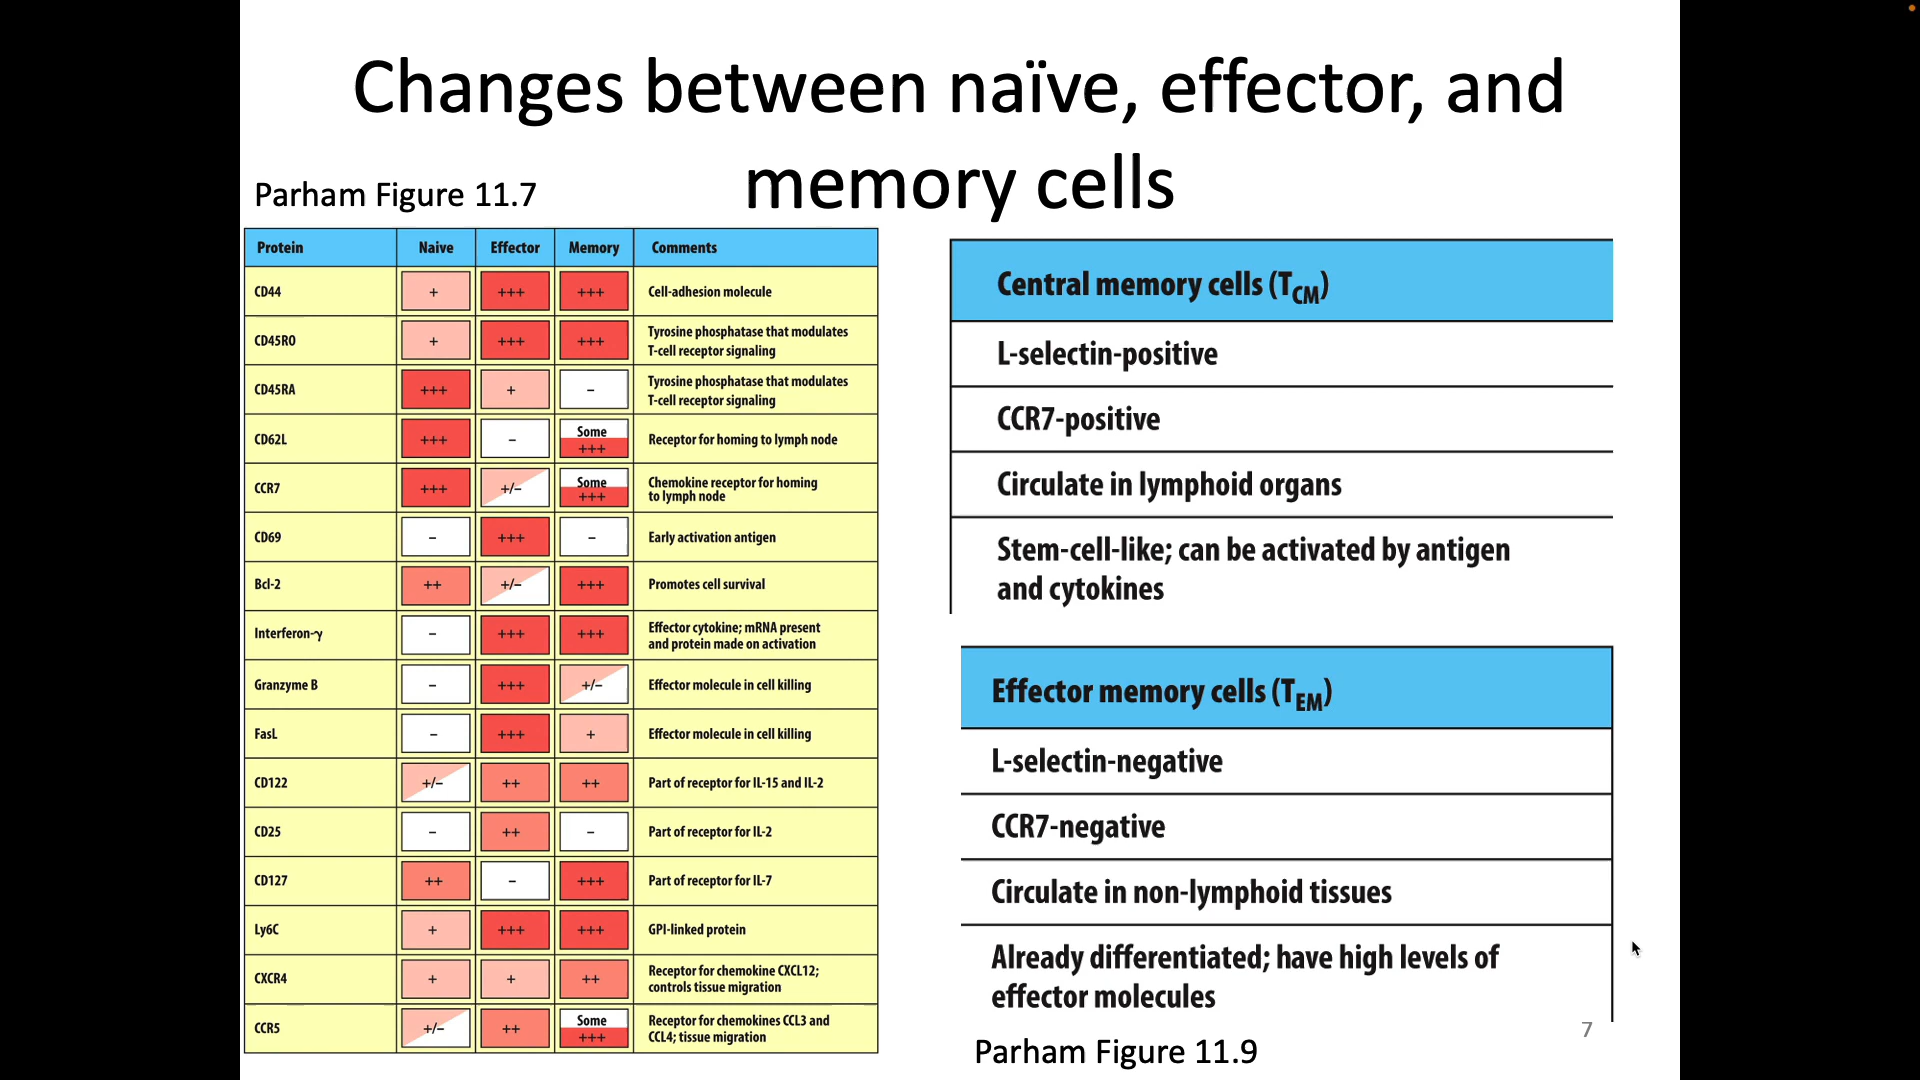 Changes between naïve, effector, and
memory cells
Parham Figure 11.7
Protein Naive Effector Memory Comments
CD44 + +++ +++ Cell-adhesion molecule
CD45RO + +++ +++ Tyrosine phosphatase that modulates
T-cell receptor signaling
CD45RA +++ + – Tyrosine phosphatase that modulates
T-cell receptor signaling
CD62L +++ – Some +++ Receptor for homing to lymph node
CCR7 +++ +/– Some +++ Chemokine receptor for homing
to lymph node
CD69 – +++ – Early activation antigen
Bcl-2 ++ +/– +++ Promotes cell survival
Interferon-γ – +++ +++ Effector cytokine; mRNA present
and protein made on activation
Granzyme B – +++ +/– Effector molecule in cell killing
FasL – +++ + Effector molecule in cell killing
CD122 +/– ++ ++ Part of receptor for IL-15 and IL-2
CD25 – ++ – Part of receptor for IL-2
CD127 ++ – +++ Part of receptor for IL-7
Ly6C + +++ +++ GPI-linked protein
CXCR4 + + ++ Receptor for chemokine CXCL12;
controls tissue migration
CCR5 +/– ++ Some +++ Receptor for chemokines CCL3 and
CCL4; tissue migration
Central memory cells (TCM)
L-selectin-positive
CCR7-positive
Circulate in lymphoid organs
Stem-cell-like; can be activated by antigen
and cytokines
Effector memory cells (TEM)
L-selectin-negative
CCR7-negative
Circulate in non-lymphoid tissues
Already differentiated; have high levels of
effector molecules
7
Parham Figure 11.9